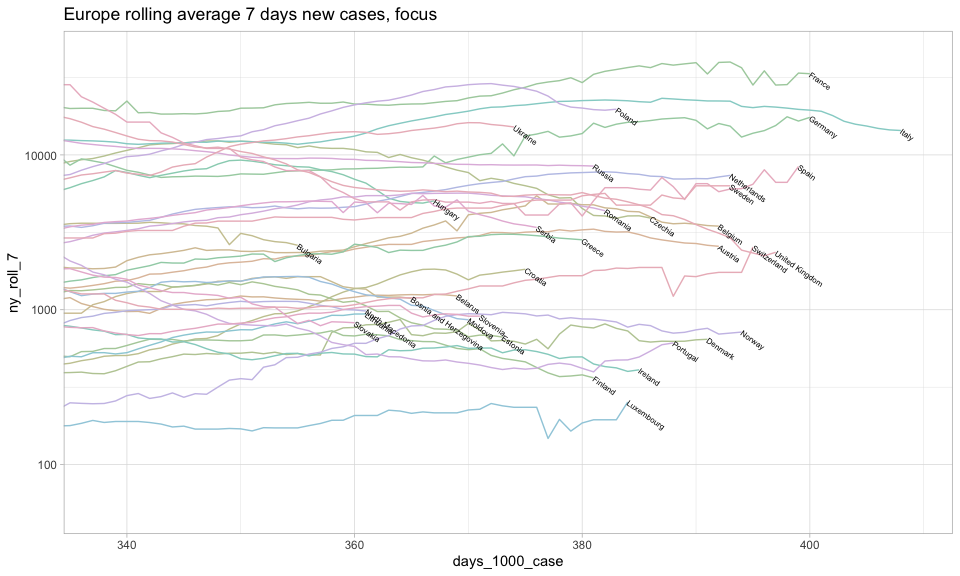 Europe rolling average 7 days new cases, focus
ny_roll_7
10000
1000
100
France
Poland
Germany
Italy
Ukraine
Russia
Spain
Netherlands
Sweden
Hungary
Romania
Czechia
Serbia
Greece
Belgium
Austria
Switzerland
United Kingdom
Bulgaria
Croatia
Belarus
Slovenia
Bosnia and Herzegovina
Moldova
Estonia
North Macedonia
Slovakia
Norway
Denmark
Portugal
Ireland
Finland
Luxembourg
340
360
380
400
days_1000_case